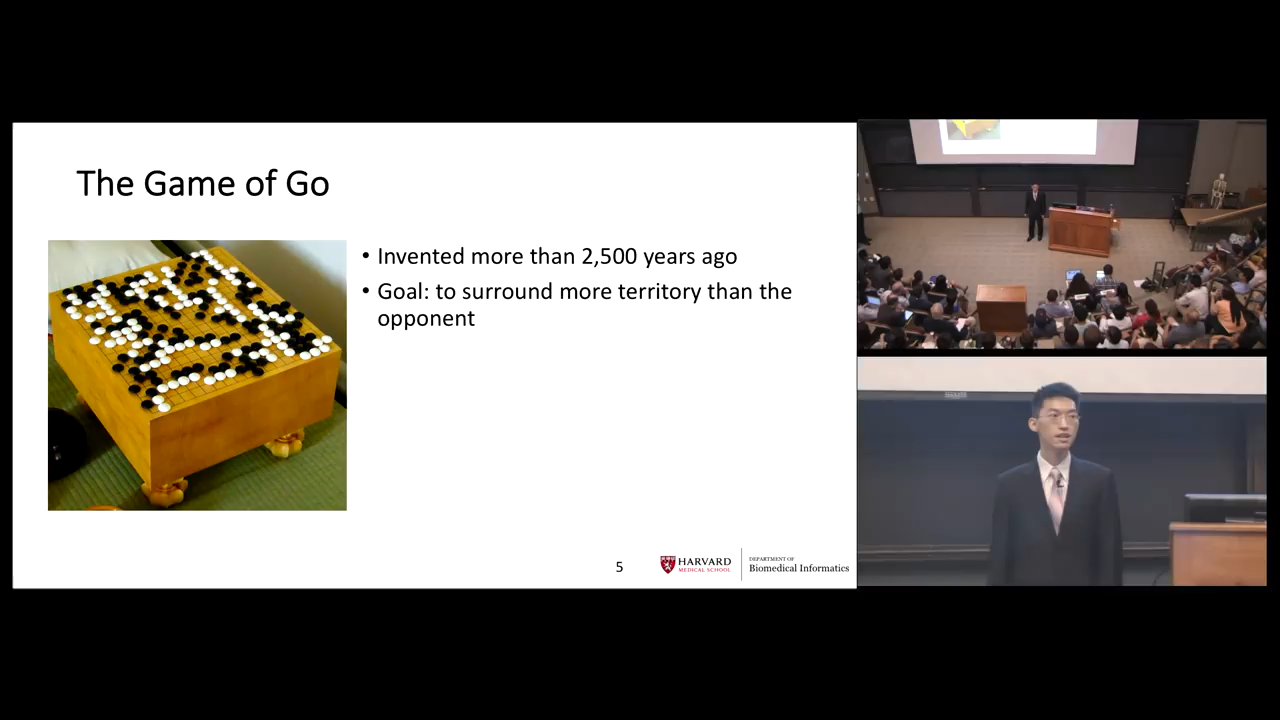 The Game of Go
• Invented more than 2,500 years ago
• Goal: to surround more territory than the
opponent
5
HARVARD
MEDICAL SCHOOL
DEPARTMENT OF
Biomedical Informatics